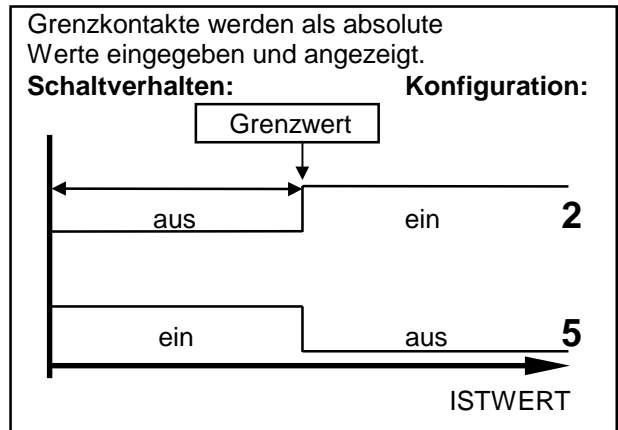 Grenzkontakte werden als absolute
Werte eingegeben und angezeigt.
Schaltverhalten: Konfiguration:
Grenzwert
aus ein 2
ein aus 5
ISTWERT